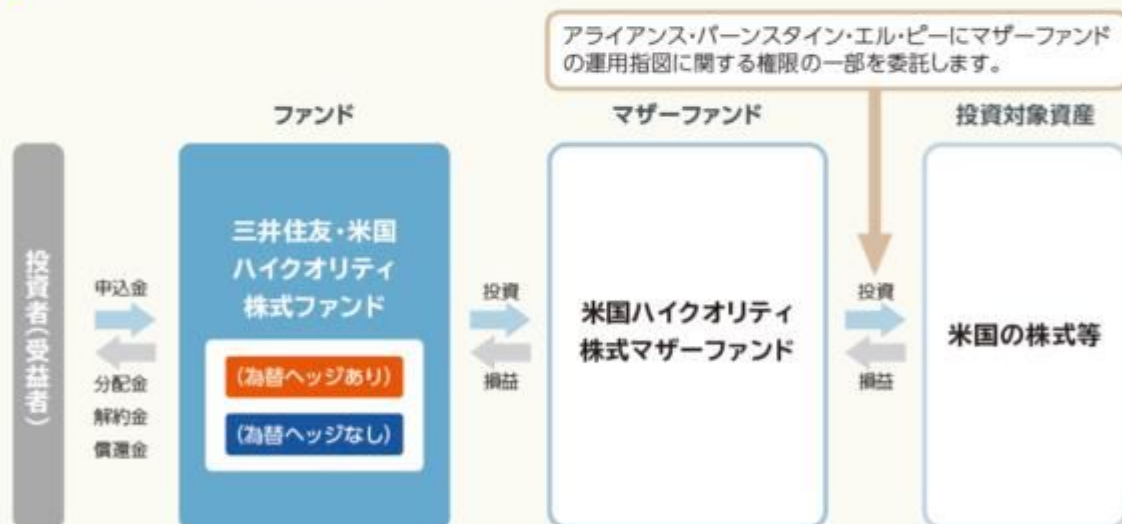 アライアンス・バーンスタイン・エル・ピーにマザーファンド
の運用指図に関する権限の一部を委託します。
ファンド
マザーファンド
投資対象資産
投資者(受益者)
申込金
分配金
解約金
償還金
三井住友・米国
ハイクオリティ
株式ファンド
(為替ヘッジあり)
(為替ヘッジなし)
投資
損益
米国ハイクオリティ
株式マザーファンド
投資
損益
米国の株式等